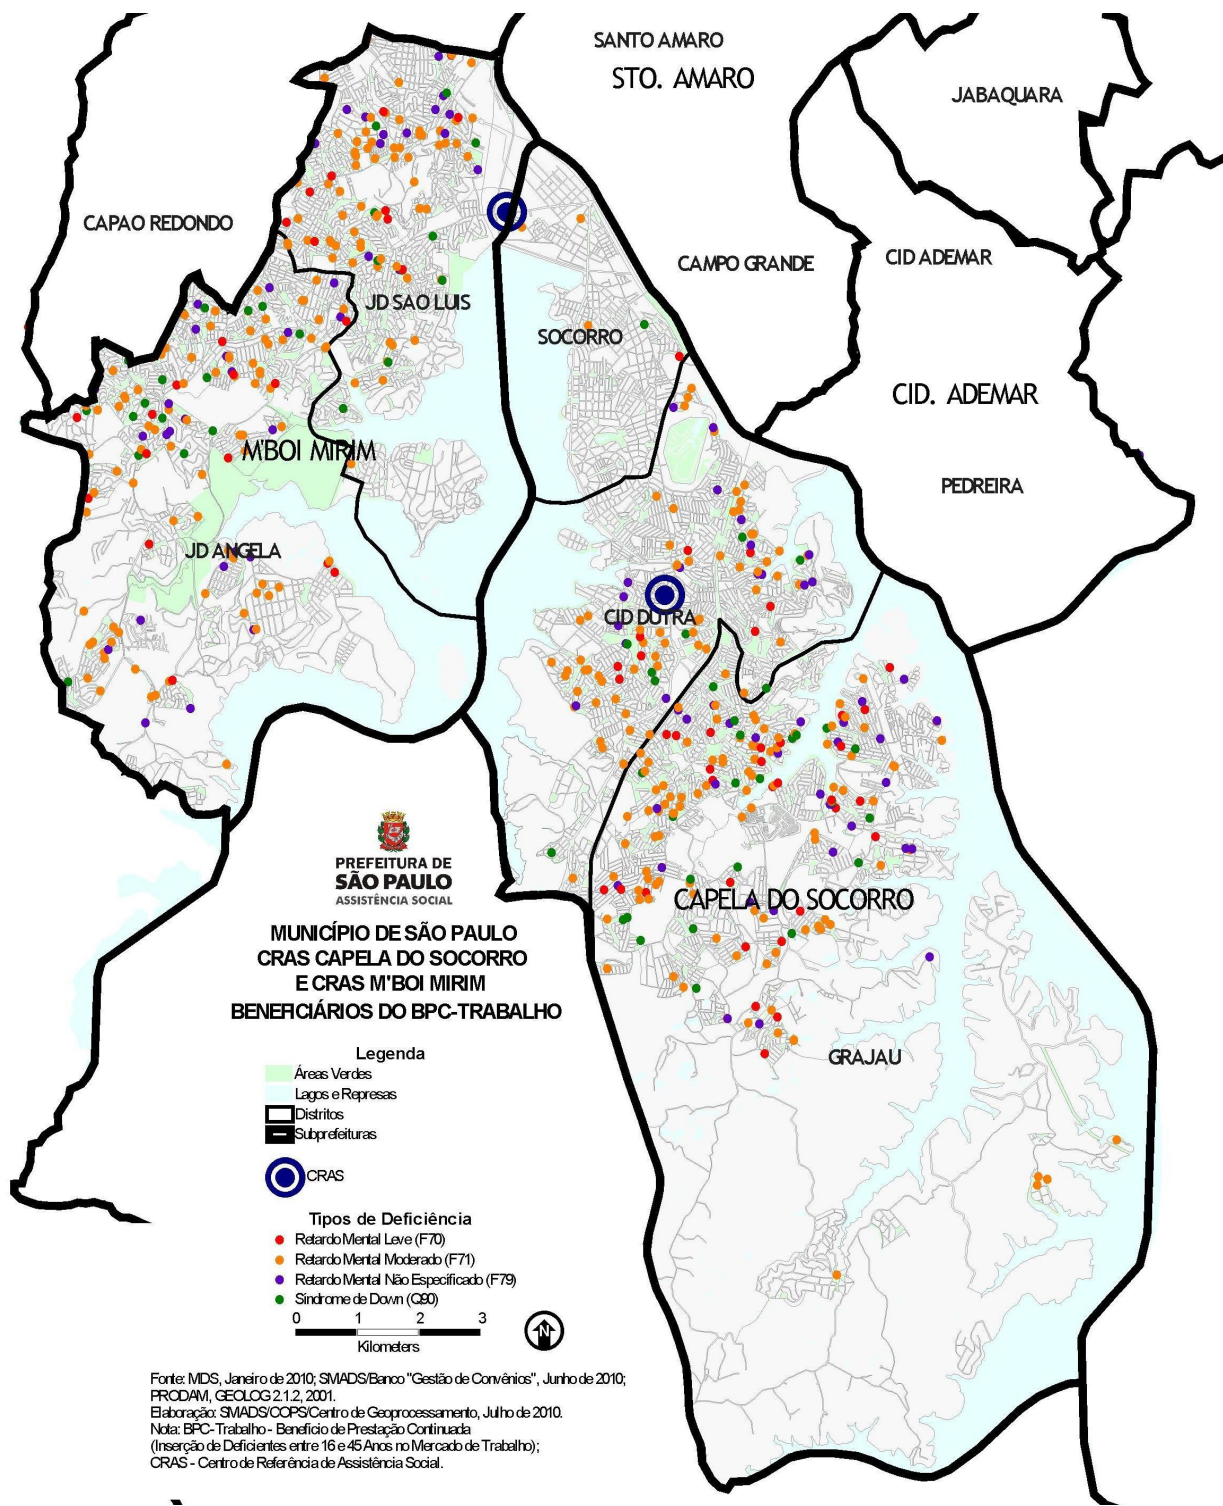 SANTO AMARO
STO. AMARO
JABAQUARA
CAPAO REDONDO
CAMPO GRANDE
CID ADEMAR
JD SAO LUIS
SOCORRO
CID. ADEMAR
M'BOI MIRIM
PEDREIRA
JD ANGELA
CID DUTRA
PREFEITURA DE
SÃO PAULO
ASSISTÊNCIA SOCIAL
CAPELA DO SOCORRO
MUNICÍPIO DE SÃO PAULO
CRAS CAPELA DO SOCORRO
E CRAS M'BOI MIRIM
BENEFICIÁRIOS DO BPC-TRABALHO
GRAJAU
Legenda
Áreas Verdes
Lagos e Represas
Distritos
Subprefeituras
CRAS
Tipos de Deficiência
Retardo Mental Leve (F70)
Retardo Mental Moderado (F71)
Retardo Mental Não Especificado (F79)
Síndrome de Down (Q90)
0 1 2 3
Kilometers
N
Fonte: MDS, Janeiro de 2010; SMADS/Banco "Gestão de Convênios", Junho de 2010;
PRODAM, GEOLOG 2.1.2, 2001.
Elaboração: SMADS/COPS/Centro de Geoprocessamento, Julho de 2010.
Nota: BPC-Trabalho - Benefício de Prestação Continuada
(Inserção de Deficientes entre 16 e 45 Anos no Mercado de Trabalho);
CRAS - Centro de Referência de Assistência Social.